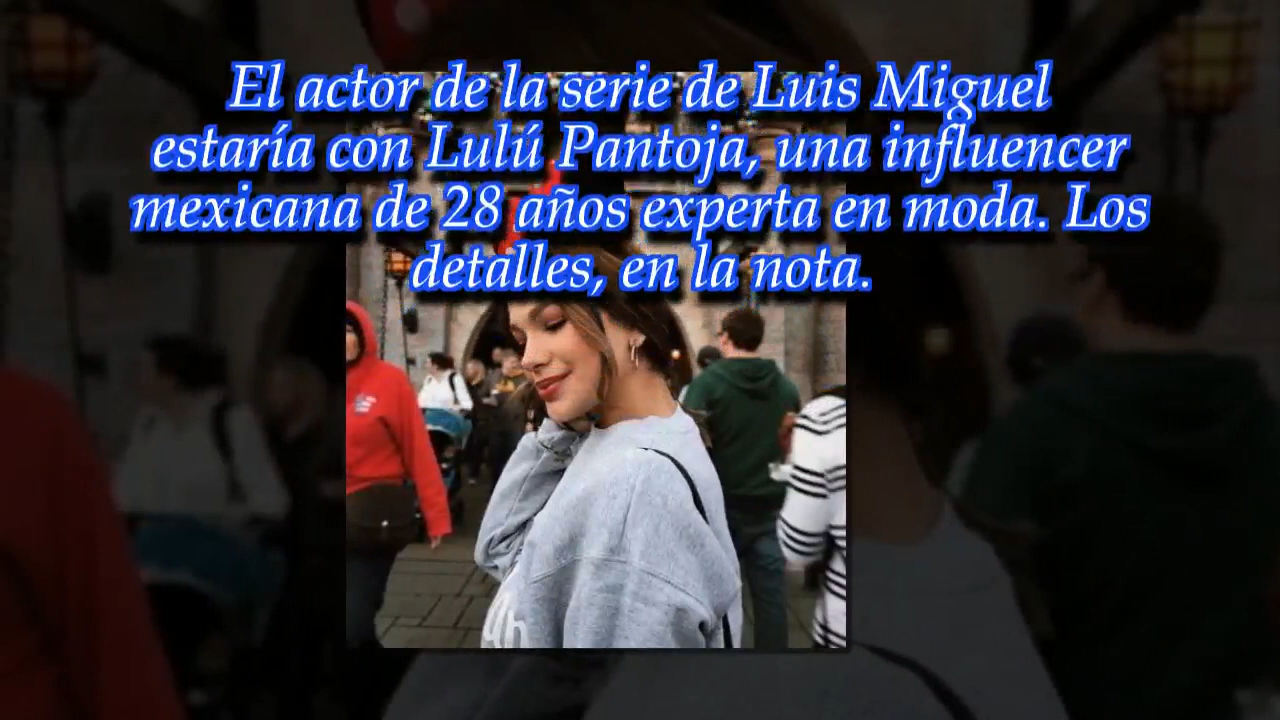 El actor de la serie de Luis Miguel
estaría con Lulú Pantoja, una influencer
mexicana de 28 años experta en moda. Los
detalles, en la nota.